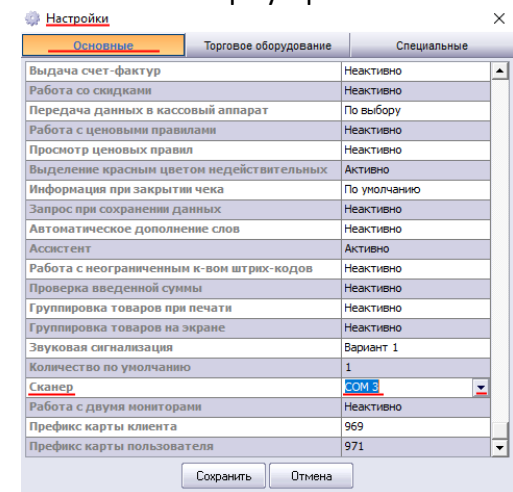 Настройки
Основные Торговое оборудование Специальные
Выдача счет-фактур Неактивно
Работа со скидками Неактивно
Передача данных в кассовый аппарат По выбору
Работа с ценовыми правилами Неактивно
Просмотр ценовых правил Неактивно
Выделение красным цветом недействительных Активно
Информация при закрытии чека По умолчанию
Запрос при сохранении данных Неактивно
Автоматическое дополнение слов Неактивно
Ассистент Активно
Работа с неограниченным к-вом штрих-кодов Неактивно
Проверка введенной суммы Неактивно
Группировка товаров при печати Неактивно
Группировка товаров на экране Неактивно
Звуковая сигнализация Вариант 1
Количество по умолчанию 1
Сканер COM 3
Работа с двумя мониторами Неактивно
Префикс карты клиента 969
Префикс карты пользователя 971
Сохранить Отмена